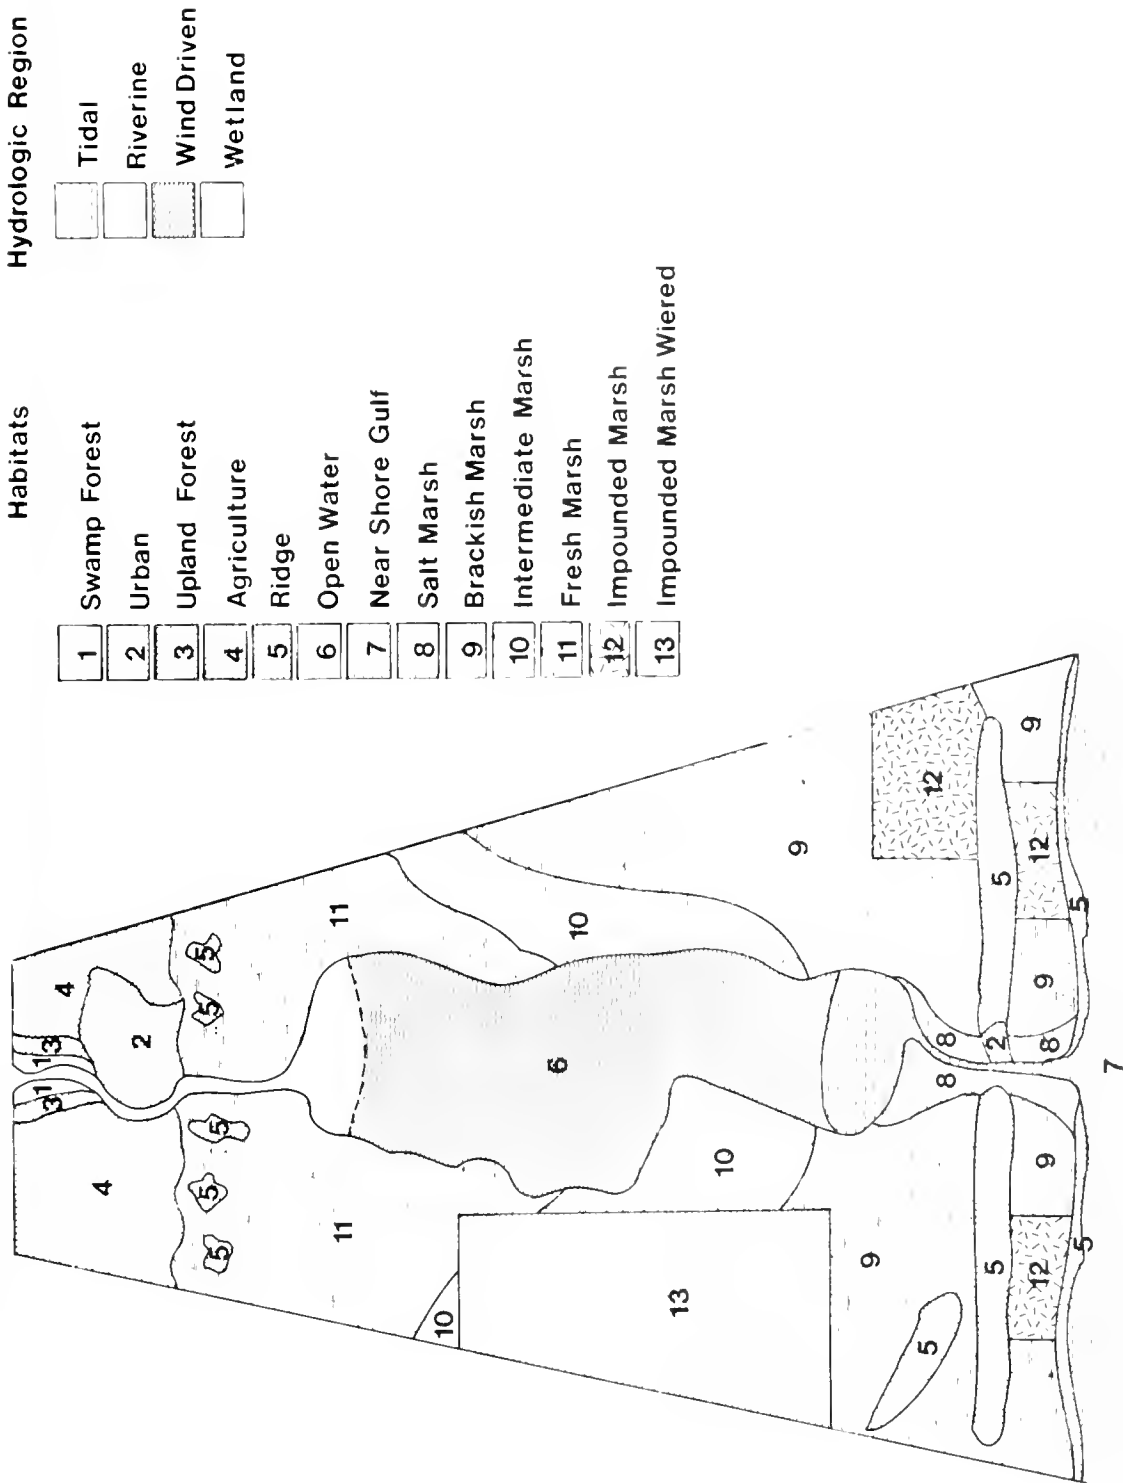 Habitats
1 Swamp Forest
2 Urban
3 Upland Forest
4 Agriculture
5 Ridge
6 Open Water
7 Near Shore Gulf
8 Salt Marsh
9 Brackish Marsh
10 Intermediate Marsh
11 Fresh Marsh
12 Impounded Marsh
13 Impounded Marsh Wiered
Hydrologic Region
Tidal
Riverine
Wind Driven
Wetland
4
3
1
1
3
4
2
5
5
5
5
5
11
11
10
10
6
10
13
9
9
12
5
8
8
5
2
5
9
12
9
8
9
12
9
5
5
7